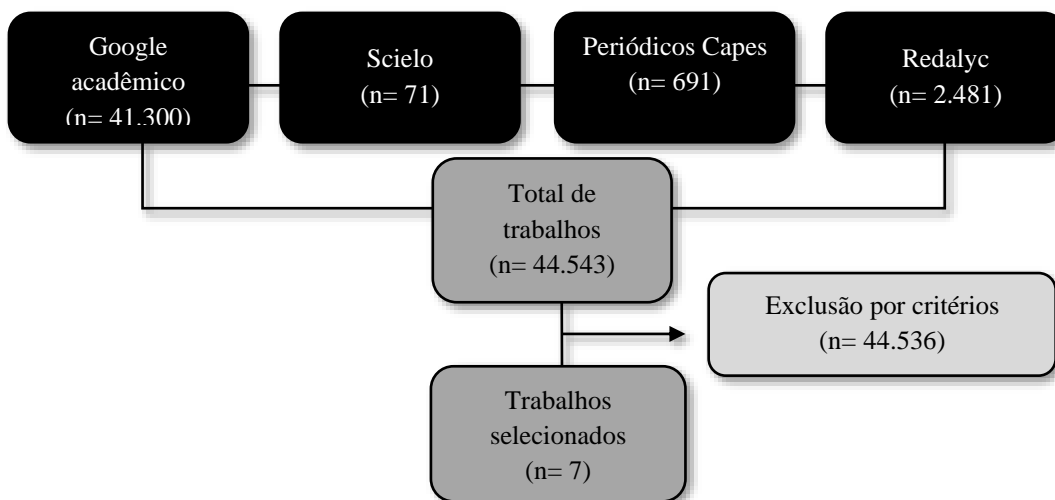 Google
acadêmico
(n= 41.300)
Scielo
(n= 71)
Periódicos Capes
(n= 691)
Redalyc
(n= 2.481)
Total de
trabalhos
(n= 44.543)
Exclusão por critérios
(n= 44.536)
Trabalhos
selecionados
(n= 7)